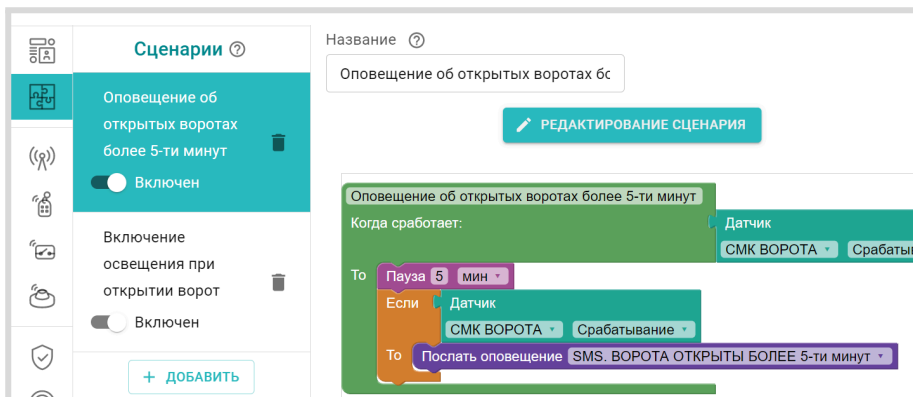 Сценарии
Оповещение об
открытых воротах
более 5-ти минут
Включен
Включение
освещения при
открытии ворот
Включен
+ ДОБАВИТЬ
Название
Оповещение об открытых воротах бо
РЕДАКТИРОВАНИЕ СЦЕНАРИЯ
Оповещение об открытых воротах более 5-ти минут
Когда сработает: Датчик
СМК ВОРОТА Срабатыв
То Пауза 5 мин
Если Датчик
СМК ВОРОТА Срабатывание
То Послать оповещение SMS. ВОРОТА ОТКРЫТЫ БОЛЕЕ 5-ти минут